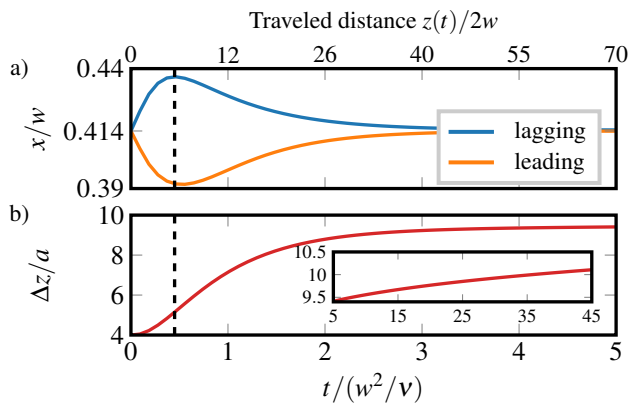 Traveled distance z(t)/2w
0 12 26 40 55 70
a)
0.44
0.414
0.39
x/w
lagging
leading
b)
10
8
6
4
Δz/a
10.5
10
9.5
5 15 25 35 45
0 1 2 3 4 5
t/(w²/ν)